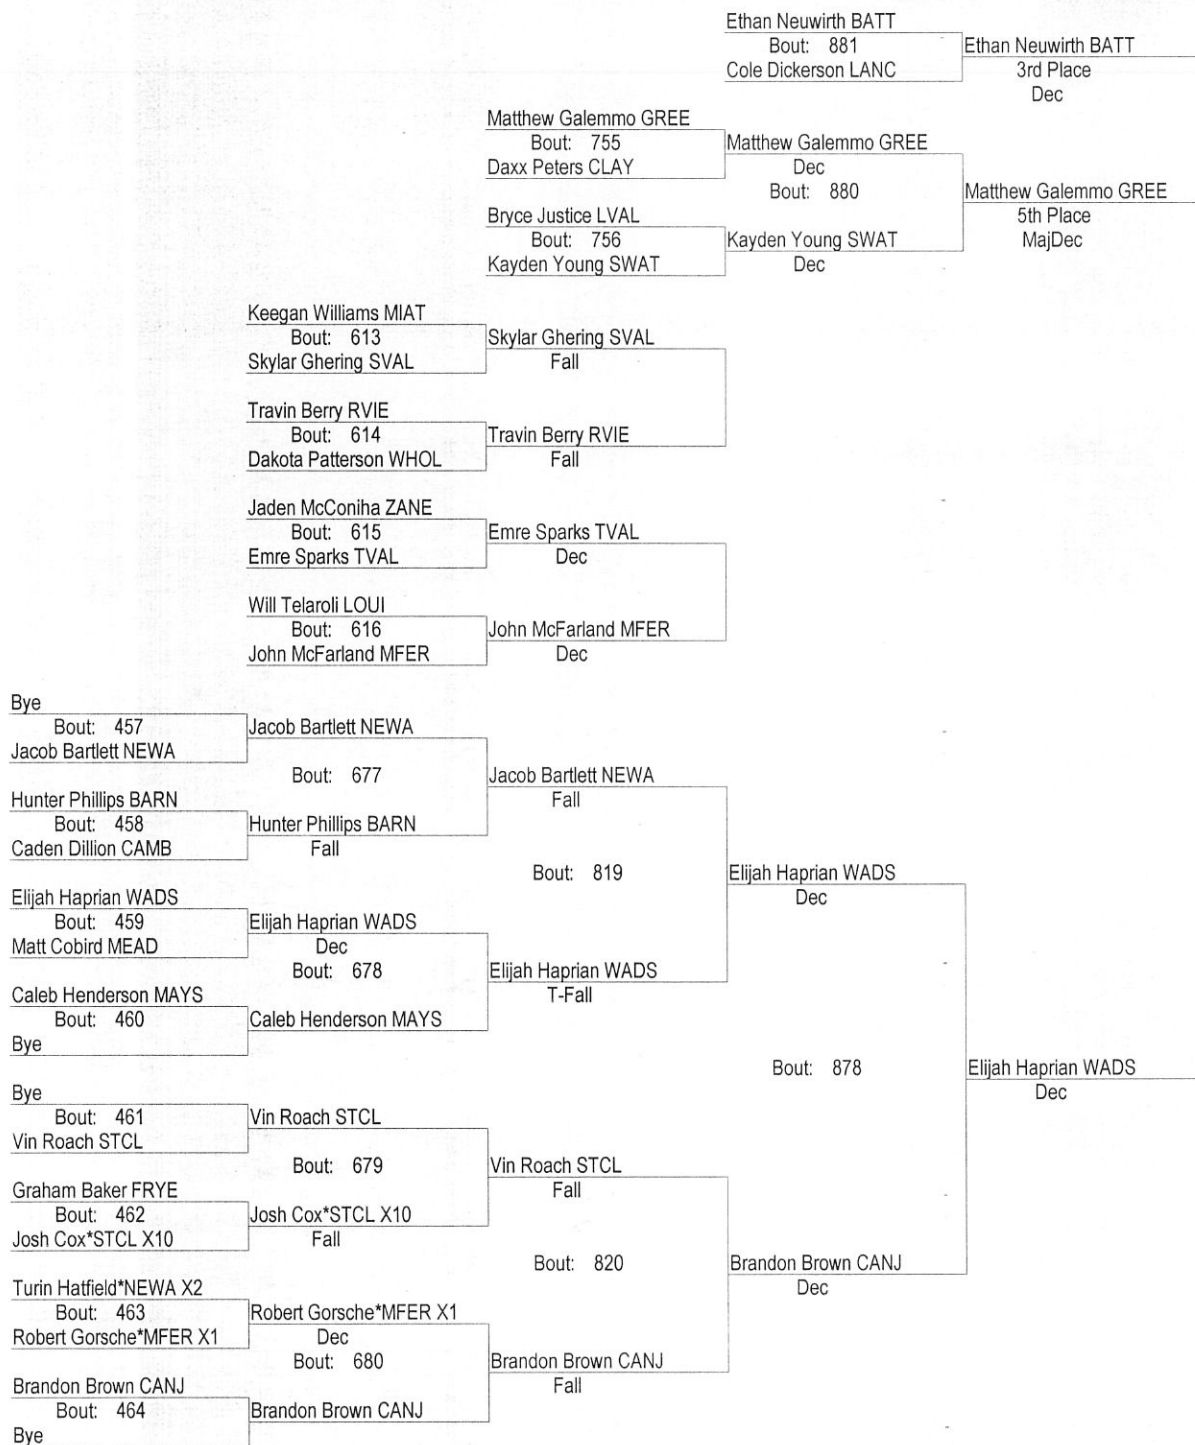 Ethan Neuwirth BATT
Bout: 881
Cole Dickerson LANC
Ethan Neuwirth BATT
3rd Place
Dec
Matthew Galemmo GREE
Bout: 755
Daxx Peters CLAY
Matthew Galemmo GREE
Dec
Bout: 880
Matthew Galemmo GREE
5th Place
MajDec
Bryce Justice LVAL
Bout: 756
Kayden Young SWAT
Kayden Young SWAT
Dec
Keegan Williams MIAT
Bout: 613
Skylar Ghering SVAL
Skylar Ghering SVAL
Fall
Travin Berry RVIE
Bout: 614
Dakota Patterson WHOL
Travin Berry RVIE
Fall
Jaden McConiha ZANE
Bout: 615
Emre Sparks TVAL
Emre Sparks TVAL
Dec
Will Telaroli LOUI
Bout: 616
John McFarland MFER
John McFarland MFER
Dec
Bye
Bout: 457
Jacob Bartlett NEWA
Jacob Bartlett NEWA
Bout: 677
Jacob Bartlett NEWA
Fall
Hunter Phillips BARN
Bout: 458
Caden Dillion CAMB
Hunter Phillips BARN
Fall
Bout: 819
Elijah Haprian WADS
Dec
Elijah Haprian WADS
Bout: 459
Matt Cobird MEAD
Elijah Haprian WADS
Dec
Bout: 678
Elijah Haprian WADS
T-Fall
Caleb Henderson MAYS
Bout: 460
Bye
Caleb Henderson MAYS
Bout: 878
Elijah Haprian WADS
Dec
Bye
Bout: 461
Vin Roach STCL
Vin Roach STCL
Bout: 679
Vin Roach STCL
Fall
Graham Baker FRYE
Bout: 462
Josh Cox*STCL X10
Josh Cox*STCL X10
Fall
Bout: 820
Brandon Brown CANJ
Dec
Turin Hatfield*NEWA X2
Bout: 463
Robert Gorsche*MFER X1
Robert Gorsche*MFER X1
Dec
Bout: 680
Brandon Brown CANJ
Fall
Brandon Brown CANJ
Bout: 464
Bye
Brandon Brown CANJ